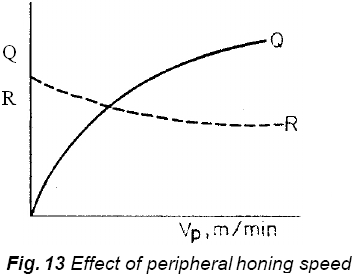 Q
Q
R
R
Vp, m/min
Fig. 13 Effect of peripheral honing speed